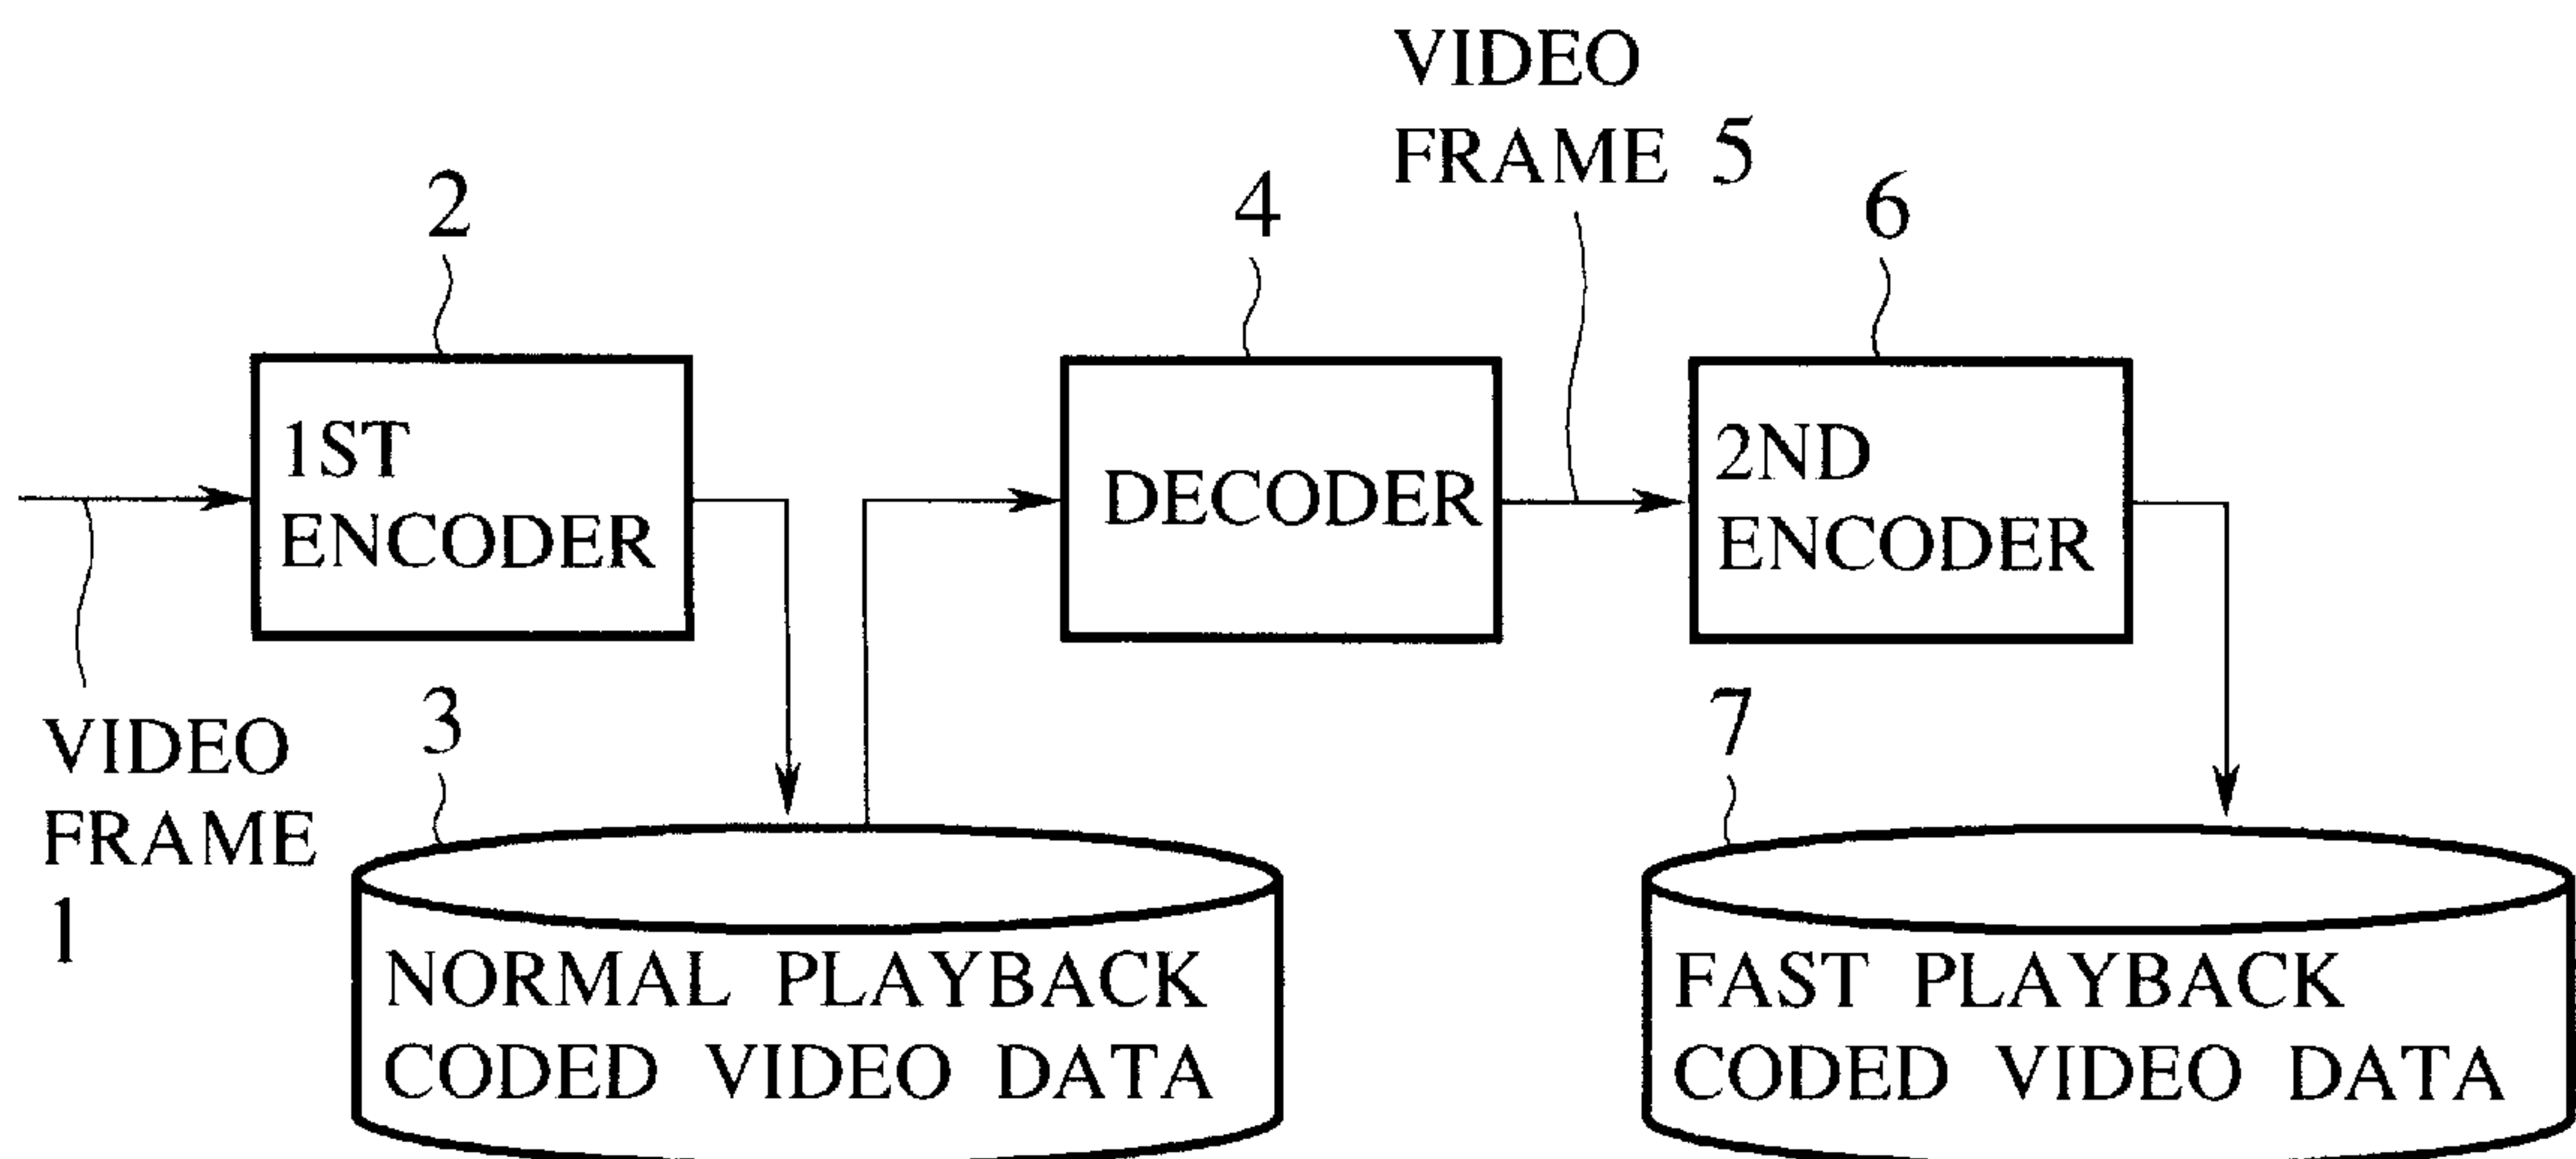 VIDEO
FRAME 5
2
4
6
1ST
ENCODER
DECODER
2ND
ENCODER
VIDEO
FRAME
1
3
7
NORMAL PLAYBACK
CODED VIDEO DATA
FAST PLAYBACK
CODED VIDEO DATA